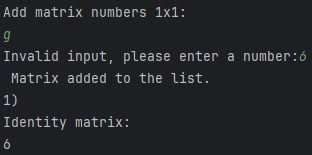 Add matrix numbers 1x1:
g
Invalid input, please enter a number:6
Matrix added to the list.
1)
Identity matrix:
6